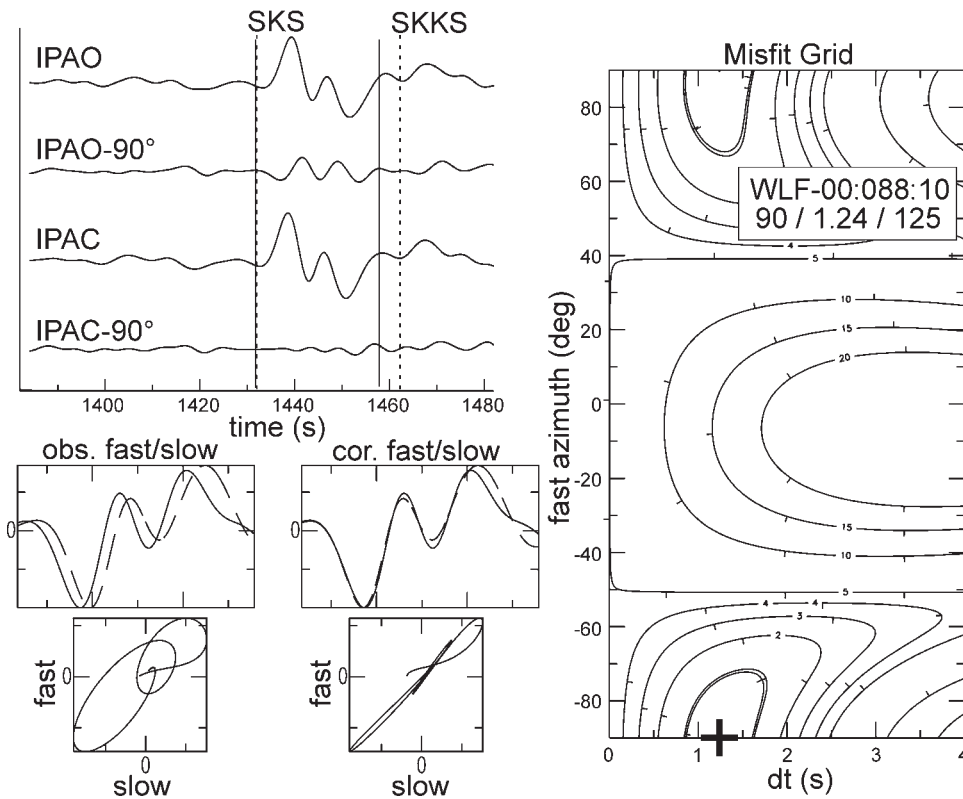 SKS SKKS
IPAO
IPAO-90°
IPAC
IPAC-90°
1400 1420 1440 1460 1480
time (s)
obs. fast/slow
0
cor. fast/slow
0
fast
0
0
slow
fast
0
0
slow
Misfit Grid
80
60
40
20
0
-20
-40
-60
-80
fast azimuth (deg)
WLF-00:088:10
90 / 1.24 / 125
4
5
10
15
20
15
10
5
4 4
3
2
0 1 2 3 4
dt (s)